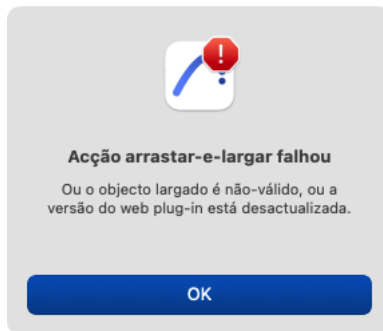 Acção arrastar-e-largar falhou
Ou o objecto largado é não-válido, ou a
versão do web plug-in está desactualizada.
OK